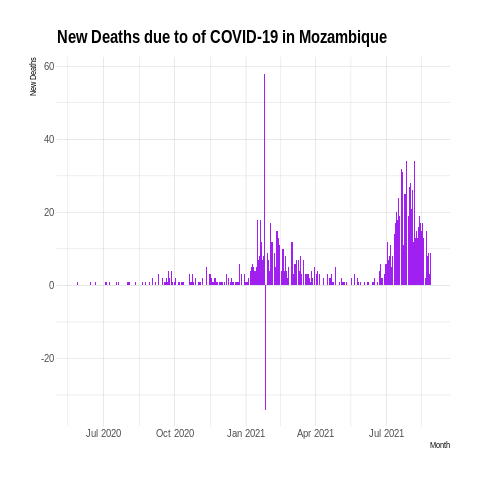 New Deaths due to of COVID-19 in Mozambique
New Deaths
60
40
20
0
-20
Jul 2020
Oct 2020
Jan 2021
Apr 2021
Jul 2021
Month